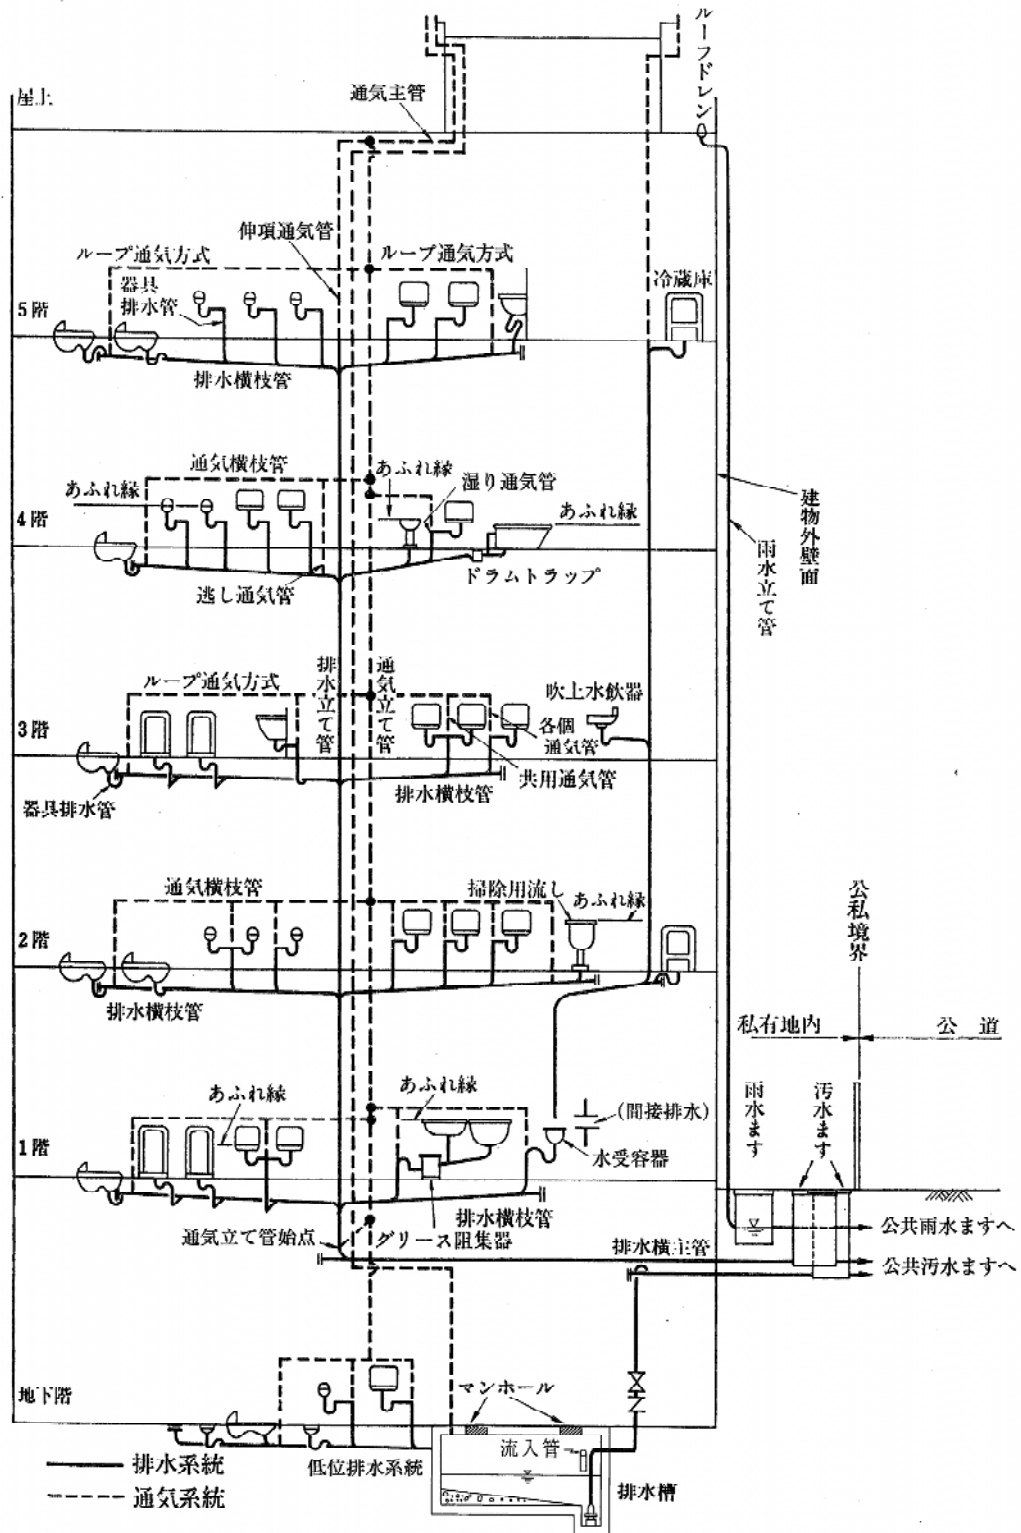 ルーフドレン
屋上
通気主管
伸項通気管
ループ通気方式
ループ通気方式
器具
排水管
冷蔵庫
5階
排水横枝管
通気横枝管
あふれ縁
湿り通気管
あふれ縁
あふれ縁
4階
逃し通気管
ドラムトラップ
建物外壁面
雨水立て管
ループ通気方式
排水立て管
通気立て管
吹上水飲器
3階
各個
通気管
共用通気管
器具排水管
排水横枝管
通気横枝管
掃除用流し
あふれ縁
2階
排水横枝管
公私境界
私有地内
公 道
あふれ縁
あふれ縁
(間接排水)
雨水ます
汚水ます
1階
水受容器
排水横枝管
通気立て管始点
グリース阻集器
排水横主管
公共雨水ますへ
公共汚水ますへ
地下階
マンホール
流入管
排水系統
低位排水系統
排水槽
通気系統